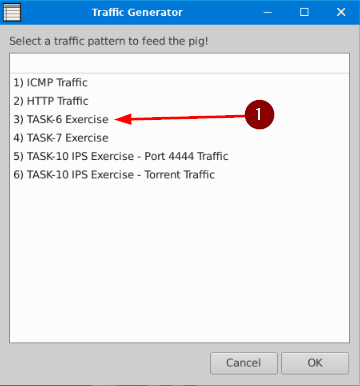 Traffic Generator
Select a traffic pattern to feed the pig!
1) ICMP Traffic
2) HTTP Traffic
3) TASK-6 Exercise
1
4) TASK-7 Exercise
5) TASK-10 IPS Exercise - Port 4444 Traffic
6) TASK-10 IPS Exercise - Torrent Traffic
Cancel
OK